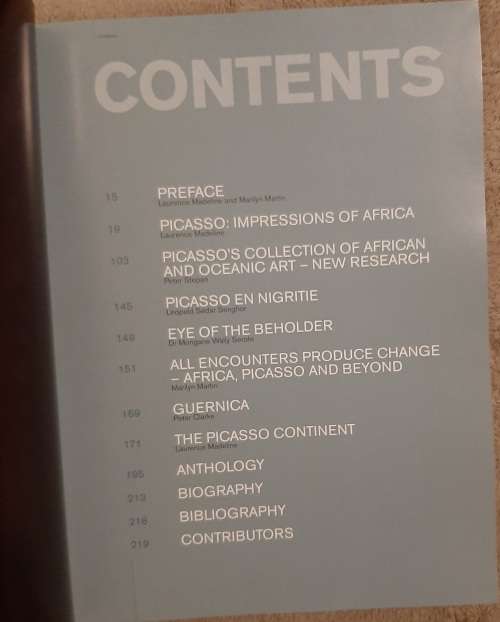 CONTENTS
15 PREFACE
Laurence Madeline and Marilyn Martin
19 PICASSO: IMPRESSIONS OF AFRICA
Laurence Madeline
103 PICASSO'S COLLECTION OF AFRICAN
AND OCEANIC ART – NEW RESEARCH
Peter Stepan
145 PICASSO EN NIGRITIE
Léopold Sédar Senghor
149 EYE OF THE BEHOLDER
Dr Mongane Wally Serote
151 ALL ENCOUNTERS PRODUCE CHANGE
– AFRICA, PICASSO AND BEYOND
Marilyn Martin
169 GUERNICA
Peter Clarke
171 THE PICASSO CONTINENT
Laurence Madeline
195 ANTHOLOGY
213 BIOGRAPHY
218 BIBLIOGRAPHY
219 CONTRIBUTORS